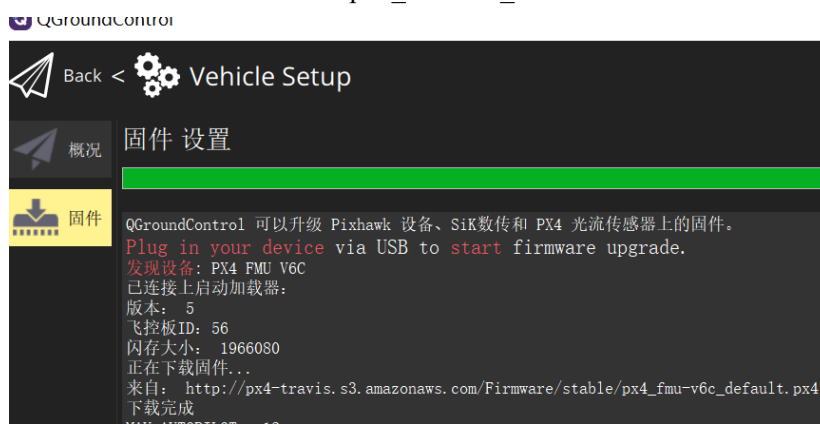 QGroundControl
Back < Vehicle Setup
概况
固件 设置
固件
QGroundControl 可以升级 Pixhawk 设备、SiK数传和 PX4 光流传感器上的固件。
Plug in your device via USB to start firmware upgrade.
发现设备: PX4 FMU V6C
已连接上启动加载器:
版本: 5
飞控板ID: 56
闪存大小: 1966080
正在下载固件...
来自: http://px4-travis.s3.amazonaws.com/Firmware/stable/px4_fmu-v6c_default.px4
下载完成